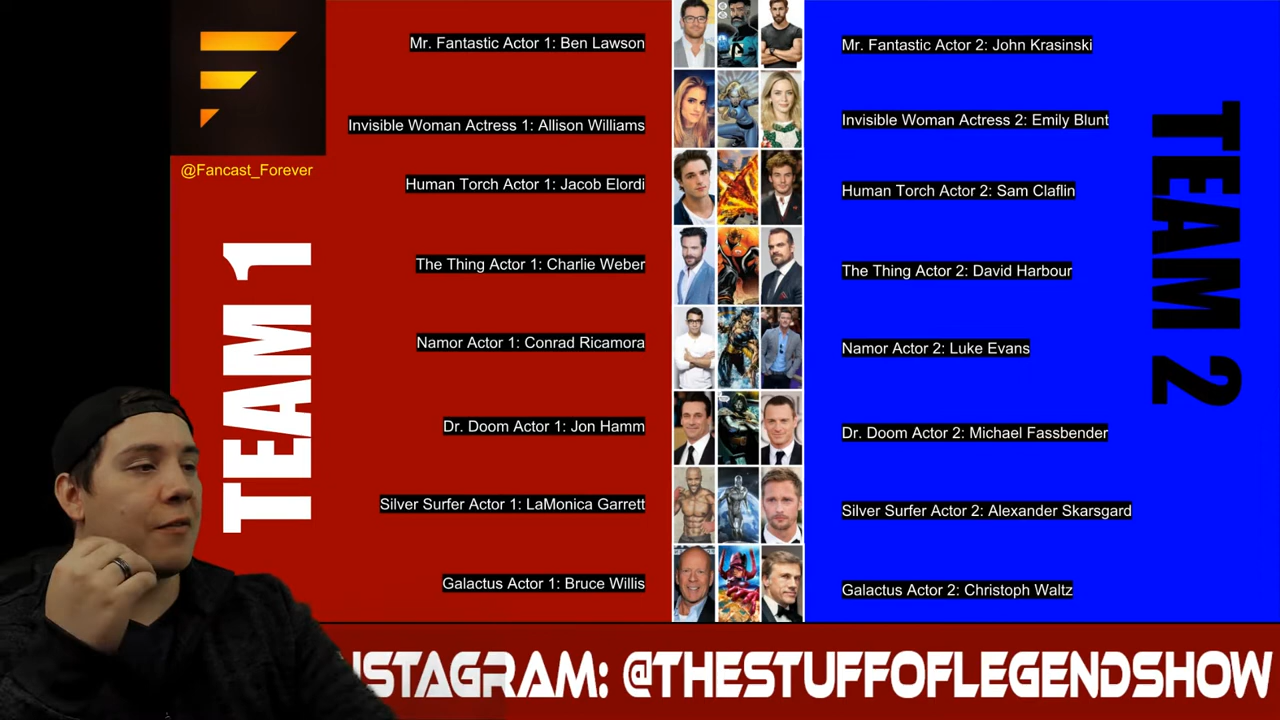 @Fancast_Forever
TEAM 1
Mr. Fantastic Actor 1: Ben Lawson
Invisible Woman Actress 1: Allison Williams
Human Torch Actor 1: Jacob Elordi
The Thing Actor 1: Charlie Weber
Namor Actor 1: Conrad Ricamora
Dr. Doom Actor 1: Jon Hamm
Silver Surfer Actor 1: LaMonica Garrett
Galactus Actor 1: Bruce Willis
Mr. Fantastic Actor 2: John Krasinski
Invisible Woman Actress 2: Emily Blunt
Human Torch Actor 2: Sam Claflin
The Thing Actor 2: David Harbour
Namor Actor 2: Luke Evans
Dr. Doom Actor 2: Michael Fassbender
Silver Surfer Actor 2: Alexander Skarsgard
Galactus Actor 2: Christoph Waltz
TEAM 2
NSTAGRAM: @THESTUFFOFLEGENDSHOW